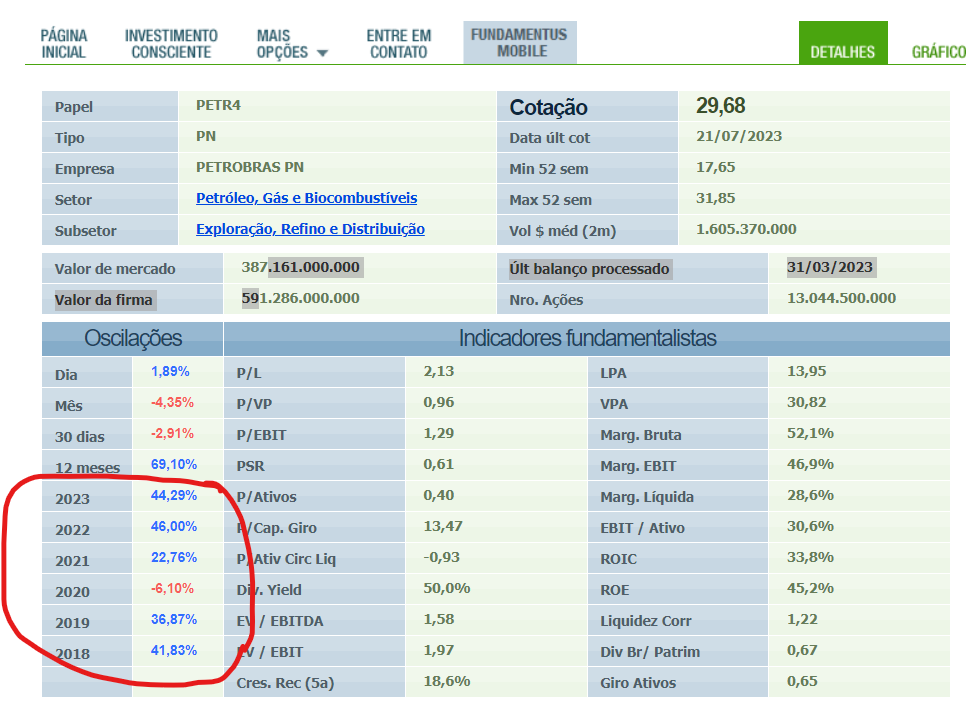 PÁGINA INICIAL INVESTIMENTO CONSCIENTE MAIS OPÇÕES ENTRE EM CONTATO FUNDAMENTUS MOBILE DETALHES GRÁFICO
Papel PETR4 Cotação 29,68
Tipo PN Data últ cot 21/07/2023
Empresa PETROBRAS PN Min 52 sem 17,65
Setor Petróleo, Gás e Biocombustíveis Max 52 sem 31,85
Subsetor Exploração, Refino e Distribuição Vol $ méd (2m) 1.605.370.000
Valor de mercado 387.161.000.000 Últ balanço processado 31/03/2023
Valor da firma 591.286.000.000 Nro. Ações 13.044.500.000
Oscilações Indicadores fundamentalistas
Dia 1,89% P/L 2,13 LPA 13,95
Mês -4,35% P/VP 0,96 VPA 30,82
30 dias -2,91% P/EBIT 1,29 Marg. Bruta 52,1%
12 meses 69,10% PSR 0,61 Marg. EBIT 46,9%
2023 44,29% P/Ativos 0,40 Marg. Líquida 28,6%
2022 46,00% P/Cap. Giro 13,47 EBIT / Ativo 30,6%
2021 22,76% P/Ativ Circ Liq -0,93 ROIC 33,8%
2020 -6,10% Div. Yield 50,0% ROE 45,2%
2019 36,87% EV / EBITDA 1,58 Liquidez Corr 1,22
2018 41,83% EV / EBIT 1,97 Div Br/ Patrim 0,67
Cres. Rec (5a) 18,6% Giro Ativos 0,65